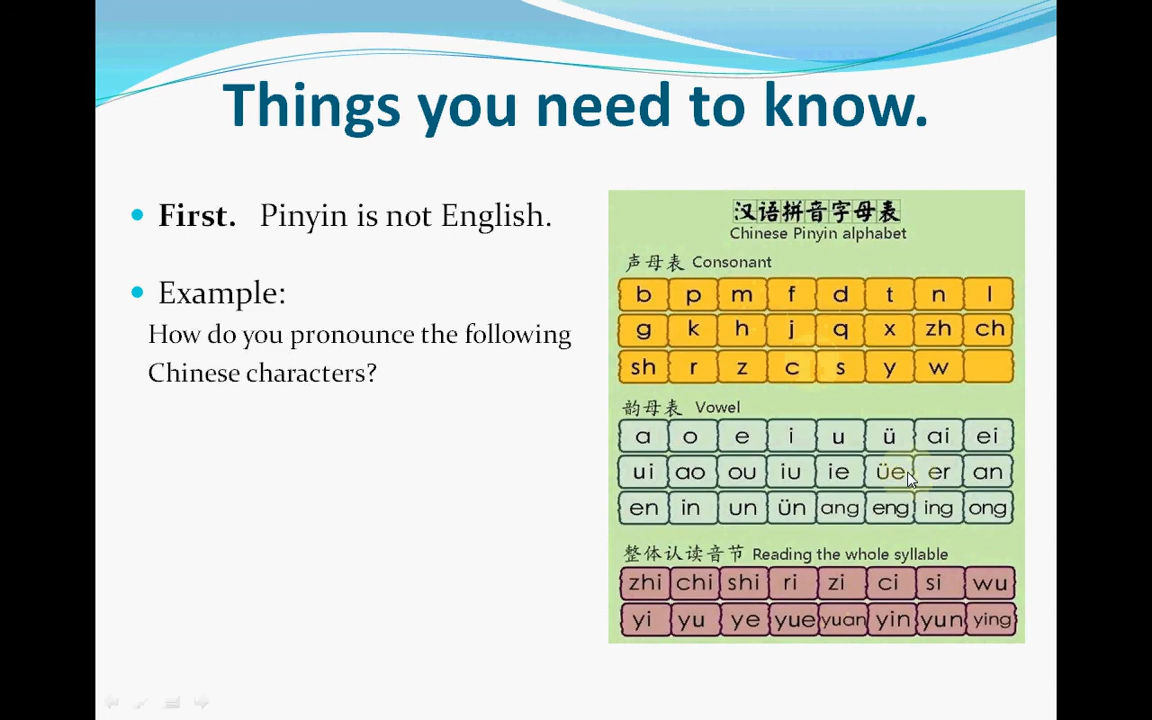 Things you need to know.
First. Pinyin is not English.
Example:
How do you pronounce the following
Chinese characters?
汉语拼音字母表
Chinese Pinyin alphabet
声母表 Consonant
b p m f d t n l
g k h j q x zh ch
sh r z c s y w
韵母表 Vowel
a o e i u ü ai ei
ui ao ou iu ie üe er an
en in un ün ang eng ing ong
整体认读音节 Reading the whole syllable
zhi chi shi ri zi ci si wu
yi yu ye yue yuan yin yun ying